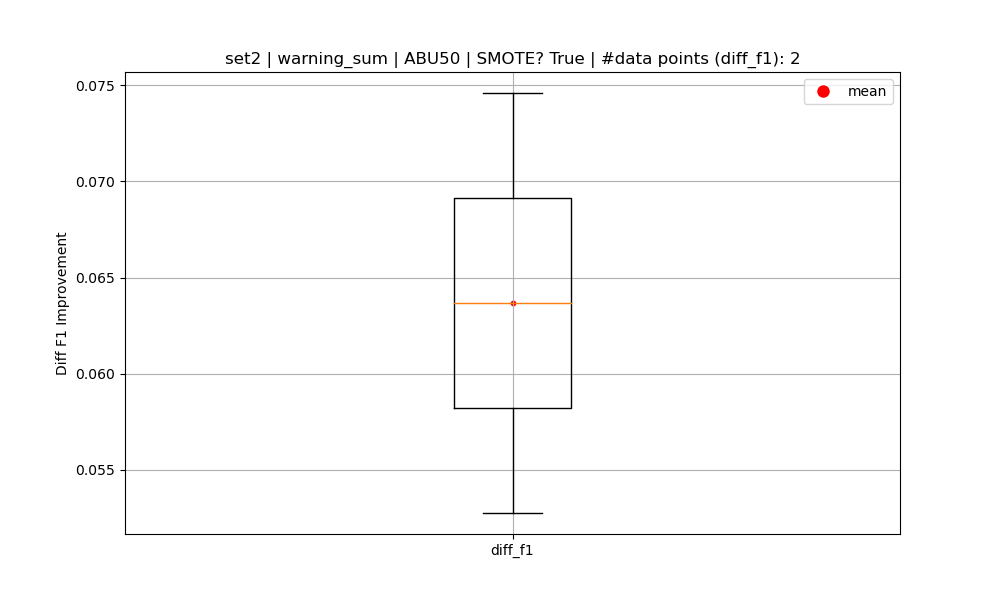 set2 | warning_sum | ABU50 | SMOTE? True | #data points (diff_f1): 2
mean
0.075
0.070
0.065
0.060
0.055
Diff F1 Improvement
diff_f1